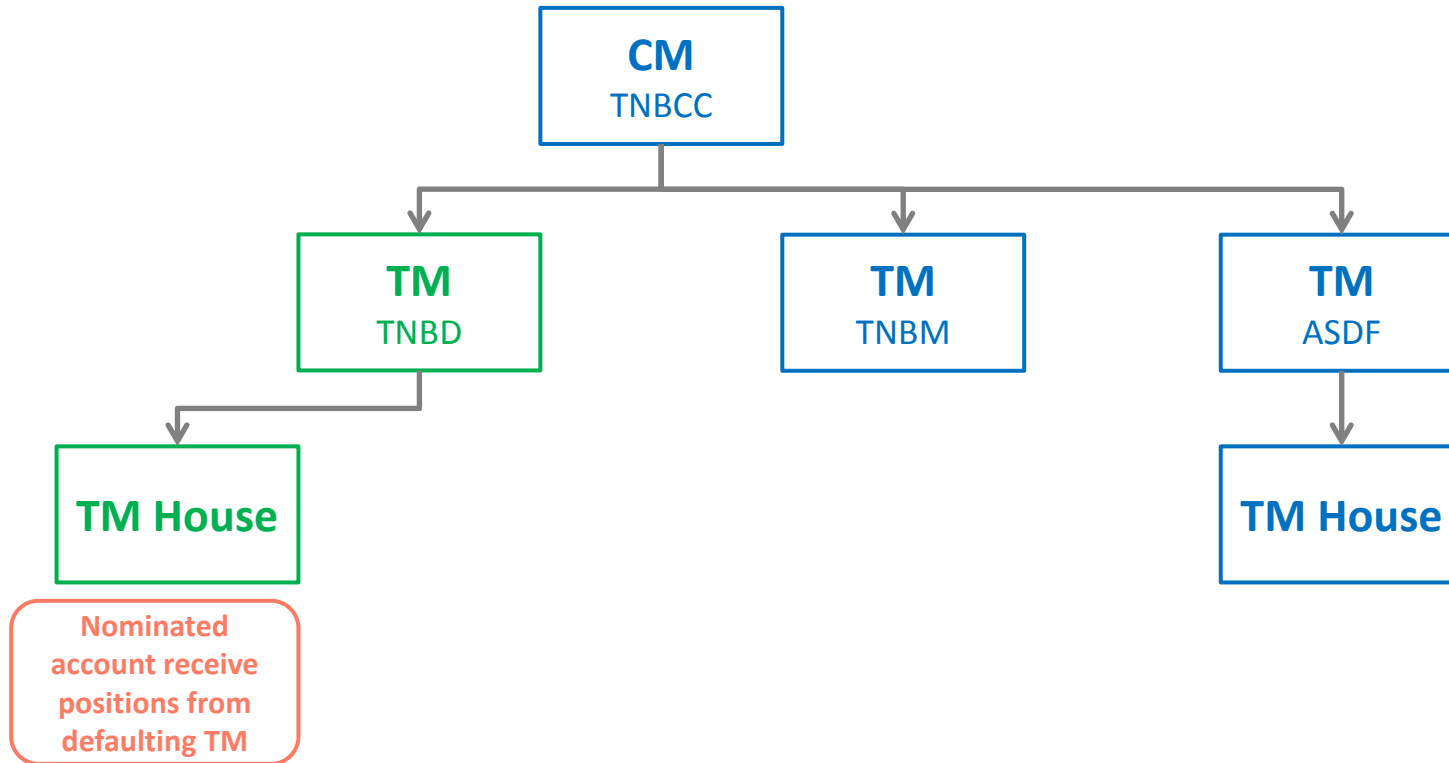 CM
TNBCC
TM
TNBD
TM
TNBM
TM
ASDF
TM House
TM House
Nominated
account receive
positions from
defaulting TM